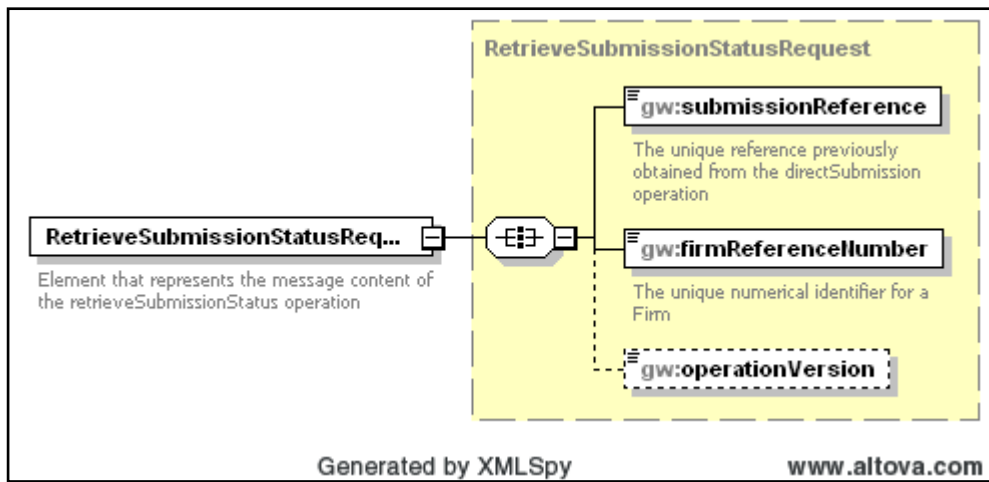 RetrieveSubmissionStatusRequest
gw:submissionReference
The unique reference previously
obtained from the directSubmission
operation
RetrieveSubmissionStatusReq...
Element that represents the message content of
the retrieveSubmissionStatus operation
gw:firmReferenceNumber
The unique numerical identifier for a
Firm
gw:operationVersion
Generated by XMLSpy
www.altova.com